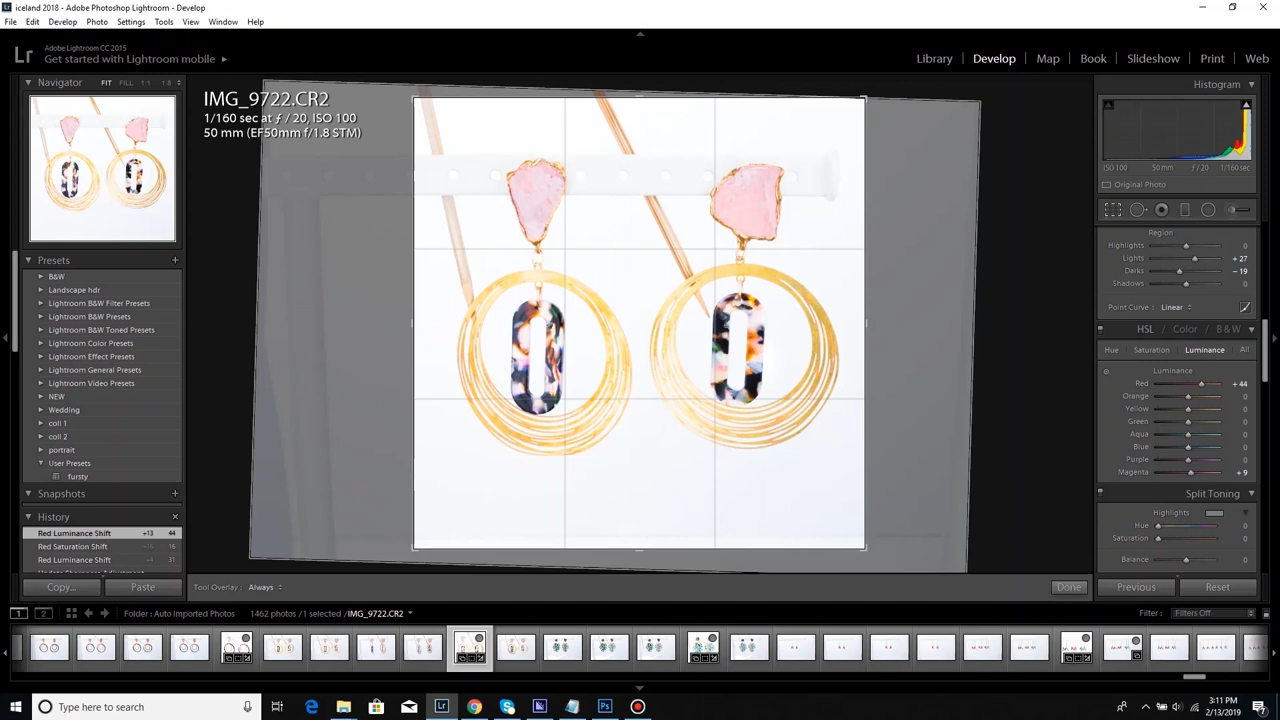 iceland 2018 - Adobe Photoshop Lightroom - Develop
File Edit Develop Photo Settings Tools View Window Help
Lr
Adobe Lightroom CC 2015
Get started with Lightroom mobile
Library Develop Map Book Slideshow Print Web
Navigator FIT FILL 1:1
Histogram
IMG_9722.CR2
1/160 sec at ƒ / 20, ISO 100
50 mm (EF50mm f/1.8 STM)
ISO 100 50 mm ƒ / 20 1/160 sec
Original Photo
Region
Highlights 0
Lights + 27
Darks - 19
Shadows 0
Point Curve : Linear
HSL / Color / B & W
Hue Saturation Luminance All
Luminance
Red + 44
Orange 0
Yellow 0
Green 0
Aqua 0
Blue 0
Purple 0
Magenta + 9
Split Toning
Highlights
Hue 0
Saturation 0
Balance 0
Presets
B&W
Landscape hdr
Lightroom B&W Filter Presets
Lightroom B&W Presets
Lightroom B&W Toned Presets
Lightroom Color Presets
Lightroom Effect Presets
Lightroom General Presets
Lightroom Video Presets
NEW
Wedding
coll 1
coll 2
portrait
User Presets
fursty
Snapshots
History
Red Luminance Shift +13 44
Red Saturation Shift 16
Red Luminance Shift 31
Copy... Paste
Tool Overlay : Always
Done
Previous Reset
1 2
Folder : Auto Imported Photos 1462 photos / 1 selected / IMG_9722.CR2
Filter : Filters Off
Type here to search
Lr
Ps
3:11 PM
2/13/2019